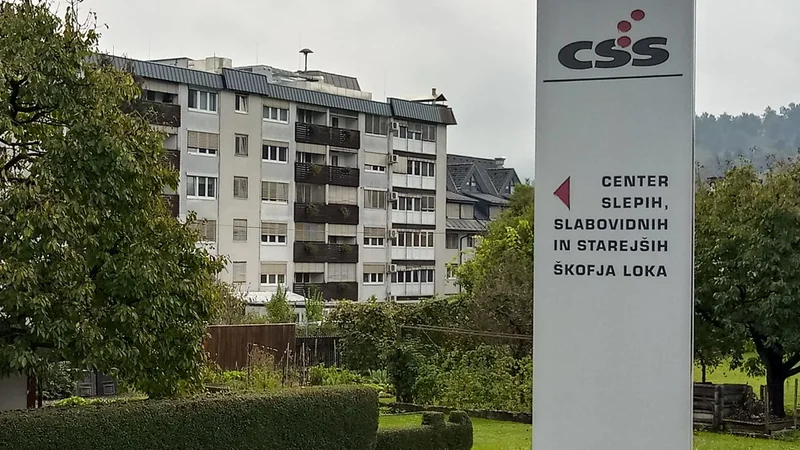 CSS
CENTER
SLEPIH,
SLABOVIDNIH
IN STAREJŠIH
ŠKOFJA LOKA